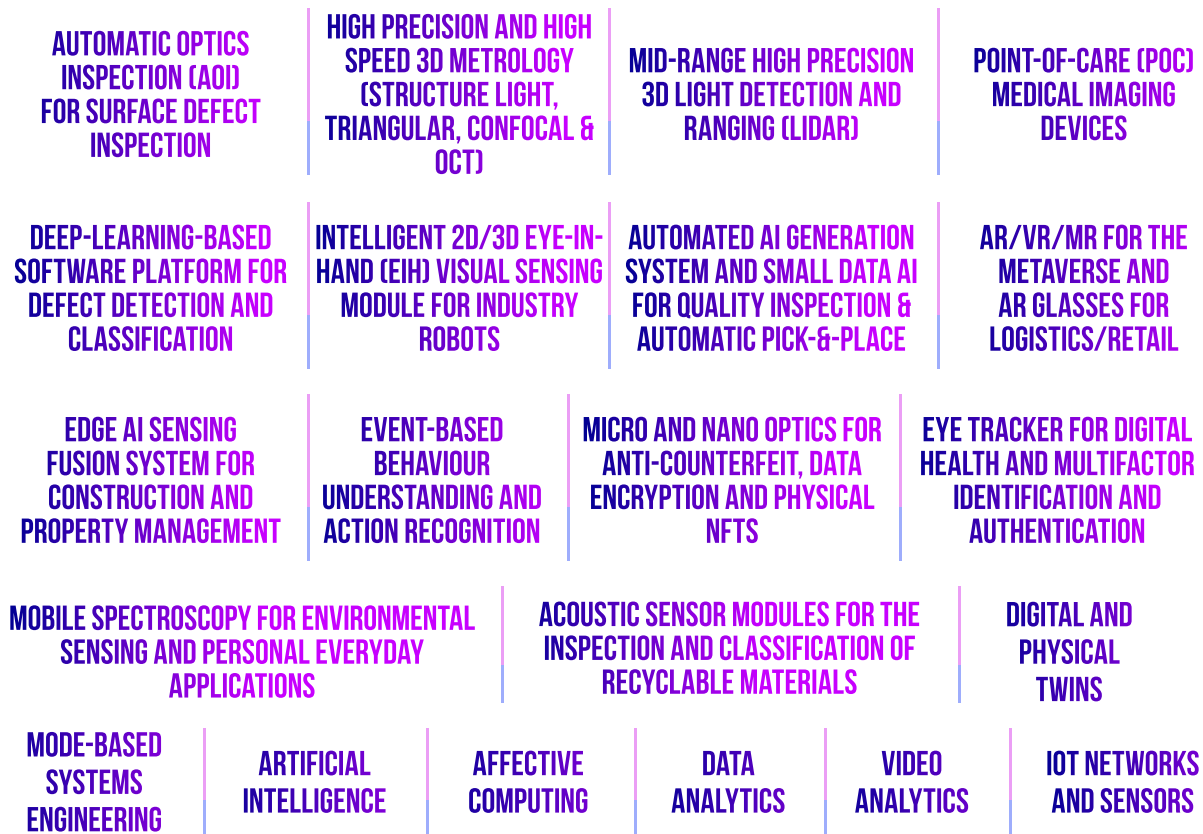 AUTOMATIC OPTICS
INSPECTION (AOI)
FOR SURFACE DEFECT
INSPECTION
HIGH PRECISION AND HIGH
SPEED 3D METROLOGY
(STRUCTURE LIGHT,
TRIANGULAR, CONFOCAL &
OCT)
MID-RANGE HIGH PRECISION
3D LIGHT DETECTION AND
RANGING (LIDAR)
POINT-OF-CARE (POC)
MEDICAL IMAGING
DEVICES
DEEP-LEARNING-BASED
SOFTWARE PLATFORM FOR
DEFECT DETECTION AND
CLASSIFICATION
INTELLIGENT 2D/3D EYE-IN-
HAND (EIH) VISUAL SENSING
MODULE FOR INDUSTRY
ROBOTS
AUTOMATED AI GENERATION
SYSTEM AND SMALL DATA AI
FOR QUALITY INSPECTION &
AUTOMATIC PICK-&-PLACE
AR/VR/MR FOR THE
METAVERSE AND
AR GLASSES FOR
LOGISTICS/RETAIL
EDGE AI SENSING
FUSION SYSTEM FOR
CONSTRUCTION AND
PROPERTY MANAGEMENT
EVENT-BASED
BEHAVIOUR
UNDERSTANDING AND
ACTION RECOGNITION
MICRO AND NANO OPTICS FOR
ANTI-COUNTERFEIT, DATA
ENCRYPTION AND PHYSICAL
NFTS
EYE TRACKER FOR DIGITAL
HEALTH AND MULTIFACTOR
IDENTIFICATION AND
AUTHENTICATION
MOBILE SPECTROSCOPY FOR ENVIRONMENTAL
SENSING AND PERSONAL EVERYDAY
APPLICATIONS
ACOUSTIC SENSOR MODULES FOR THE
INSPECTION AND CLASSIFICATION OF
RECYCLABLE MATERIALS
DIGITAL AND
PHYSICAL
TWINS
MODE-BASED
SYSTEMS
ENGINEERING
ARTIFICIAL
INTELLIGENCE
AFFECTIVE
COMPUTING
DATA
ANALYTICS
VIDEO
ANALYTICS
IOT NETWORKS
AND SENSORS